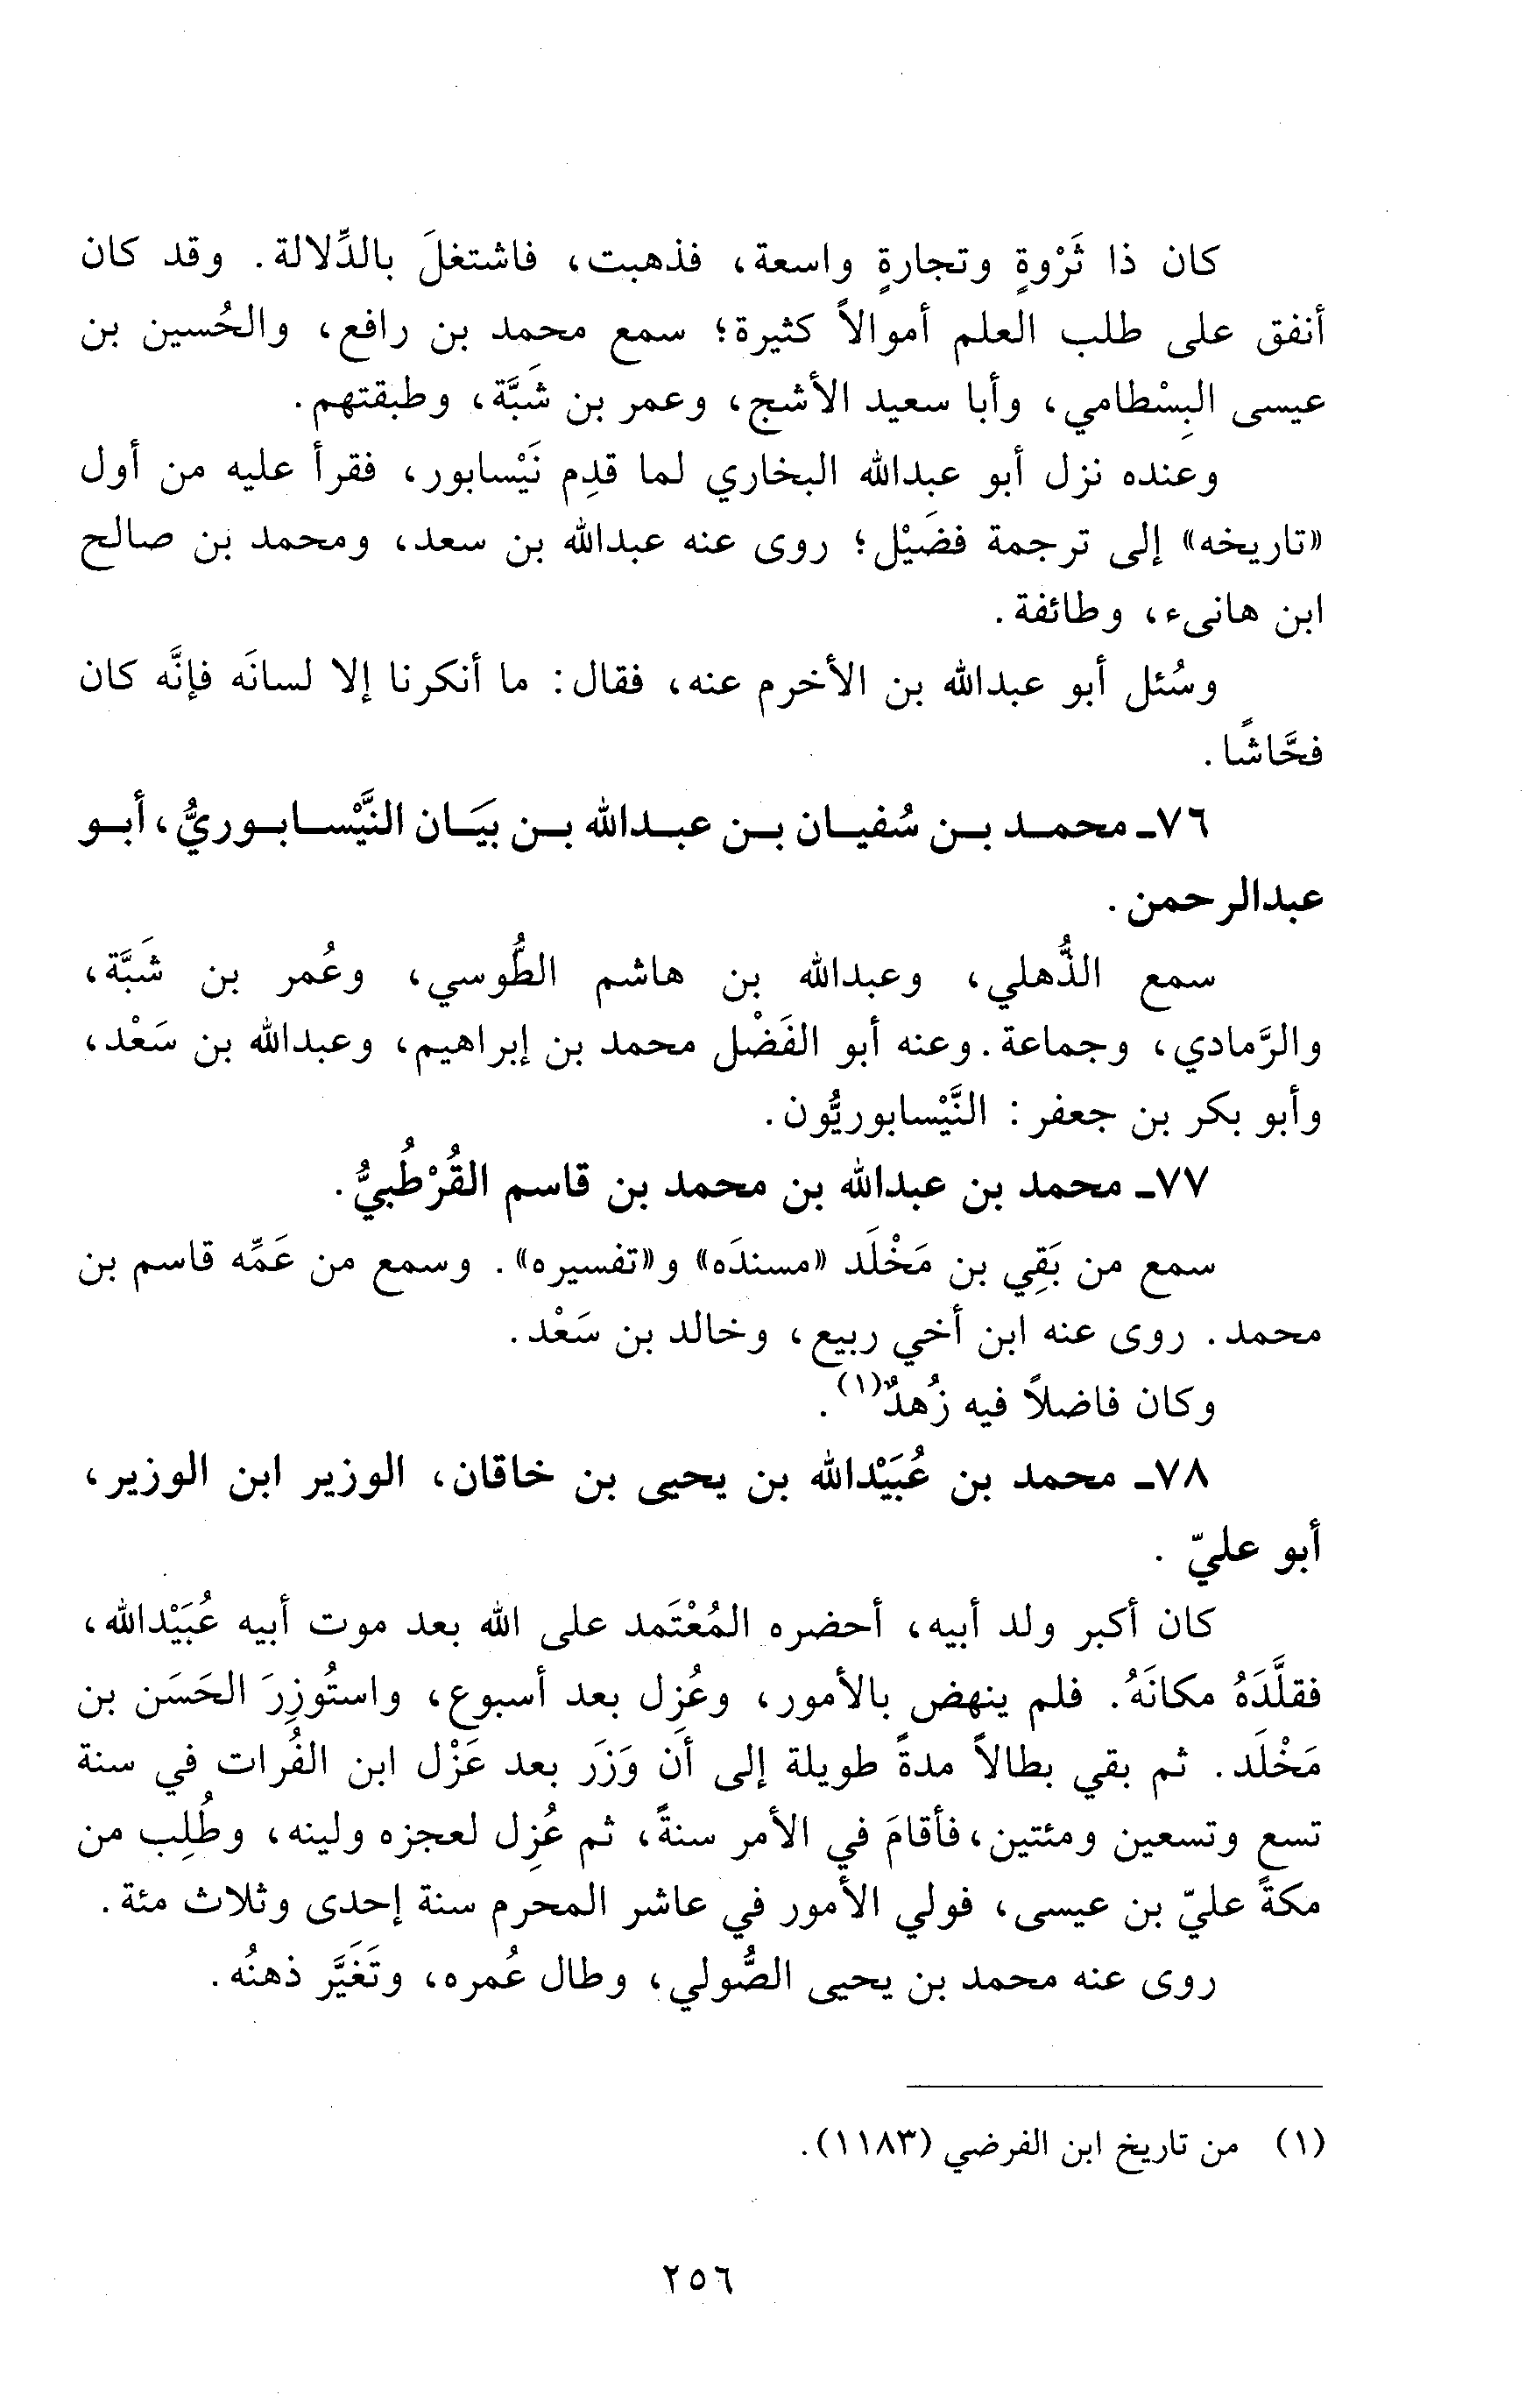 كان ذا ثَرْوةٍ وتجارةٍ واسعة، فذهبت، فاشتغلَ بالدِّلالة. وقد كان
أنفق على طلب العلم أموالاً كثيرة؛ سمع محمد بن رافع، والحُسين بن
عيسى البِسْطامي، وأبا سعيد الأشج، وعمر بن شَبَّة، وطبقتهم.
وعنده نزل أبو عبدالله البخاري لما قدِم نَيْسابور، فقرأ عليه من أول
«تاريخه» إلى ترجمة فضَيْل؛ روى عنه عبدالله بن سعد، ومحمد بن صالح
ابن هانىء، وطائفة.
وسُئل أبو عبدالله بن الأخرم عنه، فقال: ما أنكرنا إلا لسانَه فإنَّه كان
فحَّاشًا.
٧٦ـ محمـد بـن سُفيـان بـن عبـدالله بـن بيَـان النَّيْسـابـوريُّ، أبـو
عبدالرحمن.
سمع الذُّهلي، وعبدالله بن هاشم الطُّوسي، وعُمر بن شَبَّة،
والرَّمادي، وجماعة. وعنه أبو الفَضْل محمد بن إبراهيم، وعبدالله بن سَعْد،
وأبو بكر بن جعفر: النَّيْسابوريُّون.
٧٧ـ محمد بن عبدالله بن محمد بن قاسم القُرْطُبيُّ.
سمع من بَقِي بن مَخْلَد «مسندَه» و«تفسيره». وسمع من عَمِّه قاسم بن
محمد. روى عنه ابن أخي ربيع، وخالد بن سَعْد.
وكان فاضلاً فيه زُهدٌ(١).
٧٨ـ محمد بن عُبَيْدالله بن يحيى بن خاقان، الوزير ابن الوزير،
أبو عليّ.
كان أكبر ولد أبيه، أحضره المُعْتَمد على الله بعد موت أبيه عُبَيْدالله،
فقلَّدَهُ مكانَهُ. فلم ينهض بالأمور، وعُزِل بعد أسبوع، واستُوزِرَ الحَسَن بن
مَخْلَد. ثم بقي بطالاً مدةً طويلة إلى أن وَزَر بعد عَزْل ابن الفُرات في سنة
تسع وتسعين ومئتين، فأقامَ في الأمر سنةً، ثم عُزِل لعجزه ولينه، وطُلِب من
مكةً عليّ بن عيسى، فولي الأمور في عاشر المحرم سنة إحدى وثلاث مئة.
روى عنه محمد بن يحيى الصُّولي، وطال عُمره، وتَغَيَّر ذهنُه.
(١) من تاريخ ابن الفرضي (١١٨٣).
٢٥٦